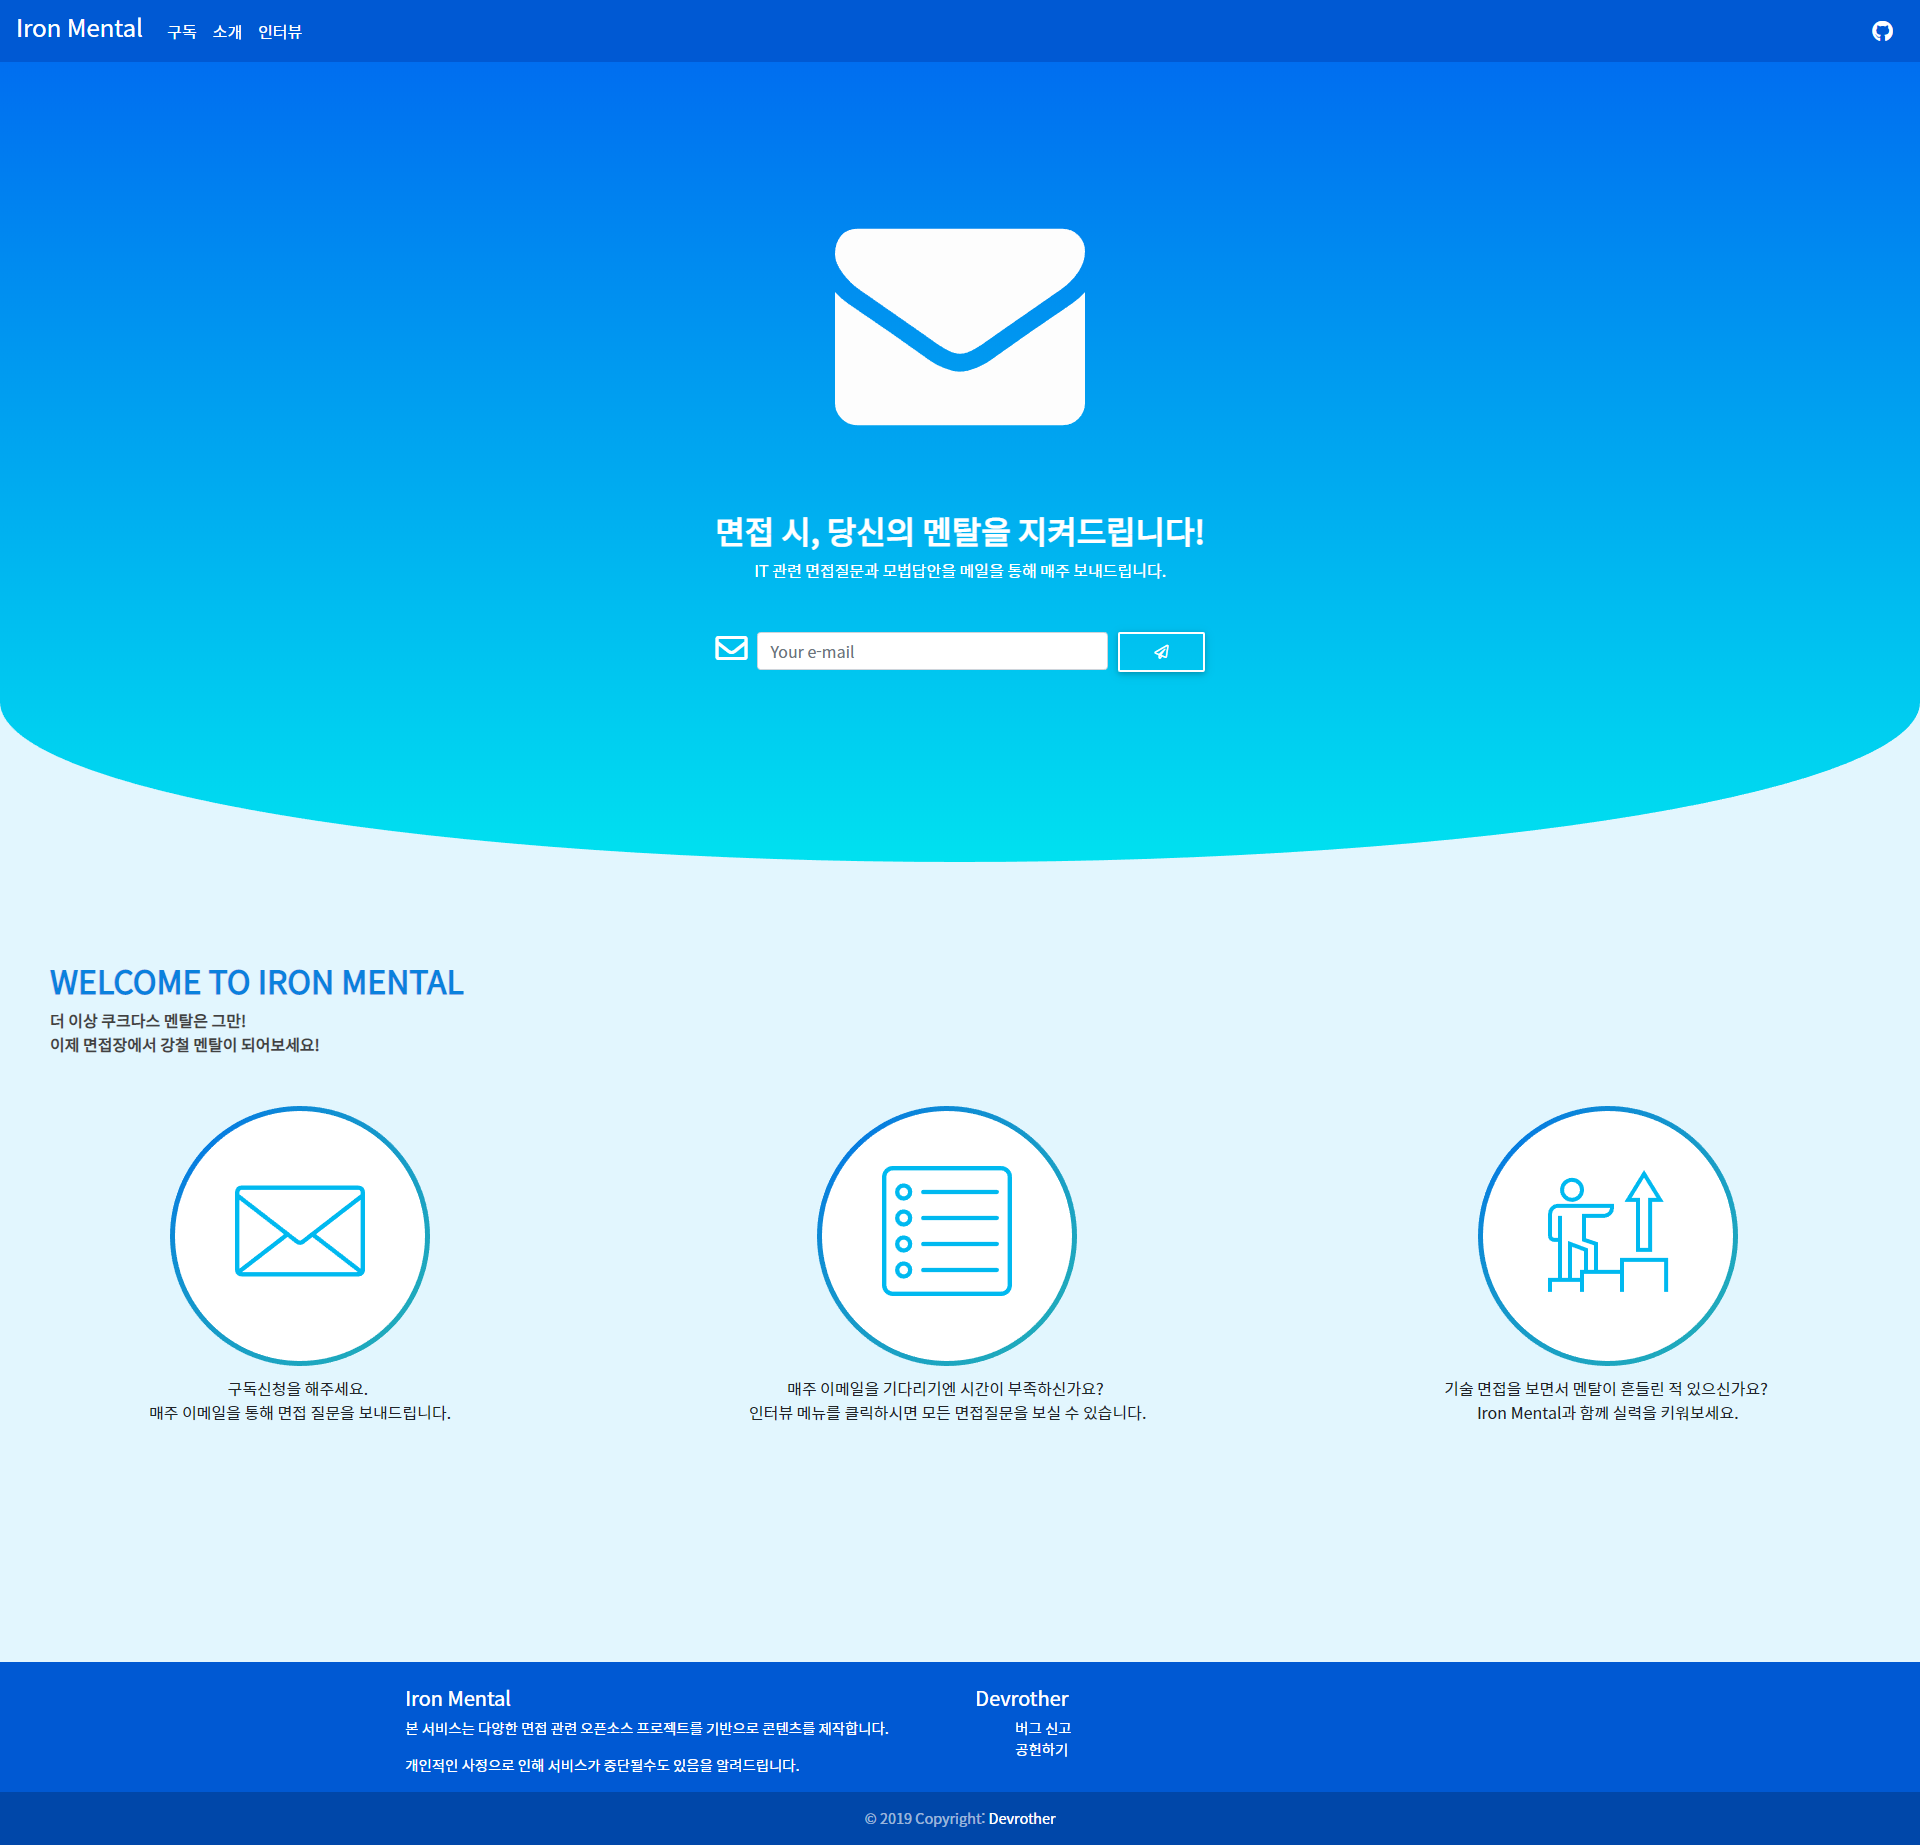 Iron Mental
구독 소개 인터뷰
면접 시, 당신의 멘탈을 지켜드립니다!
IT 관련 면접질문과 모법답안을 메일을 통해 매주 보내드립니다.
Your e-mail
WELCOME TO IRON MENTAL
더 이상 쿠크다스 멘탈은 그만!
이제 면접장에서 강철 멘탈이 되어보세요!
구독신청을 해주세요.
매주 이메일을 통해 면접 질문을 보내드립니다.
매주 이메일을 기다리기엔 시간이 부족하신가요?
인터뷰 메뉴를 클릭하시면 모든 면접질문을 보실 수 있습니다.
기술 면접을 보면서 멘탈이 흔들린 적 있으신가요?
Iron Mental과 함께 실력을 키워보세요.
Iron Mental
본 서비스는 다양한 면접 관련 오픈소스 프로젝트를 기반으로 콘텐츠를 제작합니다.
개인적인 사정으로 인해 서비스가 중단될수도 있음을 알려드립니다.
Devrother
버그 신고
공헌하기
© 2019 Copyright: Devrother